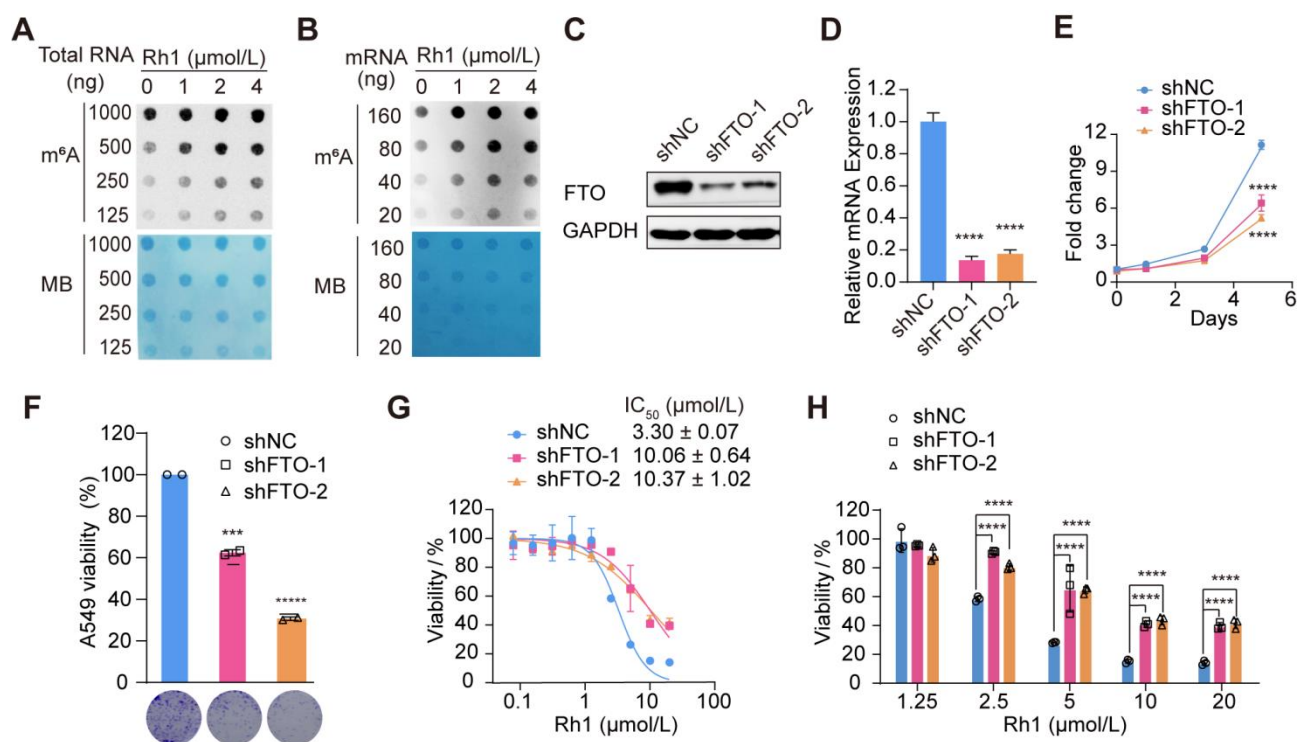 A
Total RNA
(ng)
Rh1 (µmol/L)
0 1 2 4
m⁶A
1000
500
250
125
MB
1000
500
250
125
B
mRNA
(ng)
Rh1 (µmol/L)
0 1 2 4
m⁶A
160
80
40
20
MB
160
80
40
20
C
shNC
shFTO-1
shFTO-2
FTO
GAPDH
D
Relative mRNA Expression
1.2
1.0
0.8
0.6
0.4
0.2
0.0
****
****
shNC
shFTO-1
shFTO-2
E
shNC
shFTO-1
shFTO-2
Fold change
12
9
6
3
1
****
****
0 2 4 6
Days
F
A549 viability (%)
120
100
80
60
40
20
0
shNC
shFTO-1
shFTO-2
***
*****
G
IC₅₀ (µmol/L)
shNC 3.30 ± 0.07
shFTO-1 10.06 ± 0.64
shFTO-2 10.37 ± 1.02
Viability / %
120
100
80
60
40
20
0
0.1 1 10 100
Rh1
(µmol/L)
H
shNC
shFTO-1
shFTO-2
Viability / %
120
100
80
60
40
20
0
****
****
****
****
****
****
****
****
1.25 2.5 5 10 20
Rh1 (µmol/L)